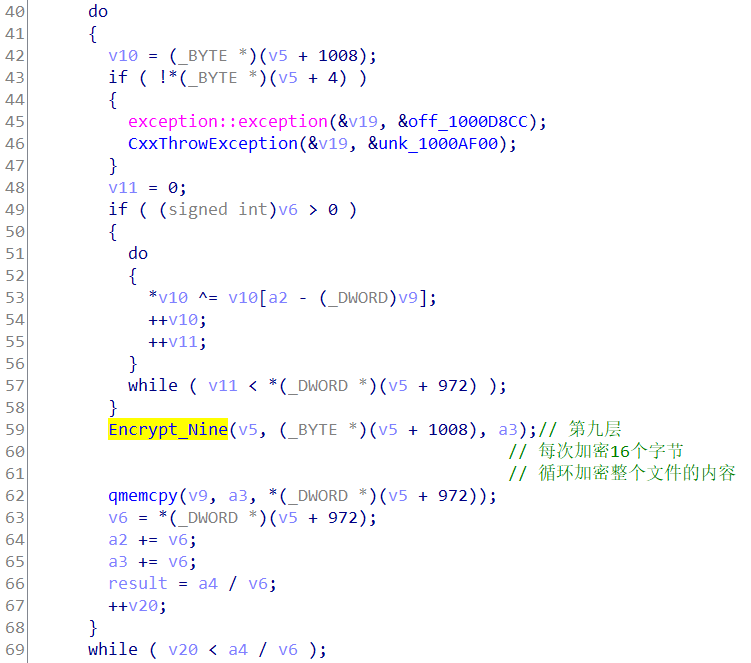 40 do
41 {
42 v10 = (_BYTE *)(v5 + 1008);
43 if ( !*(_BYTE *)(v5 + 4) )
44 {
45 exception::exception(&v19, &off_1000D8CC);
46 CxxThrowException(&v19, &unk_1000AF00);
47 }
48 v11 = 0;
49 if ( (signed int)v6 > 0 )
50 {
51 do
52 {
53 *v10 ^= v10[a2 - (_DWORD)v9];
54 ++v10;
55 ++v11;
56 }
57 while ( v11 < *(_DWORD *)(v5 + 972) );
58 }
59 Encrypt_Nine(v5, (_BYTE *)(v5 + 1008), a3);// 第九层
60 // 每次加密16个字节
61 // 循环加密整个文件的内容
62 qmemcpy(v9, a3, *(_DWORD *)(v5 + 972));
63 v6 = *(_DWORD *)(v5 + 972);
64 a2 += v6;
65 a3 += v6;
66 result = a4 / v6;
67 ++v20;
68 }
69 while ( v20 < a4 / v6 );